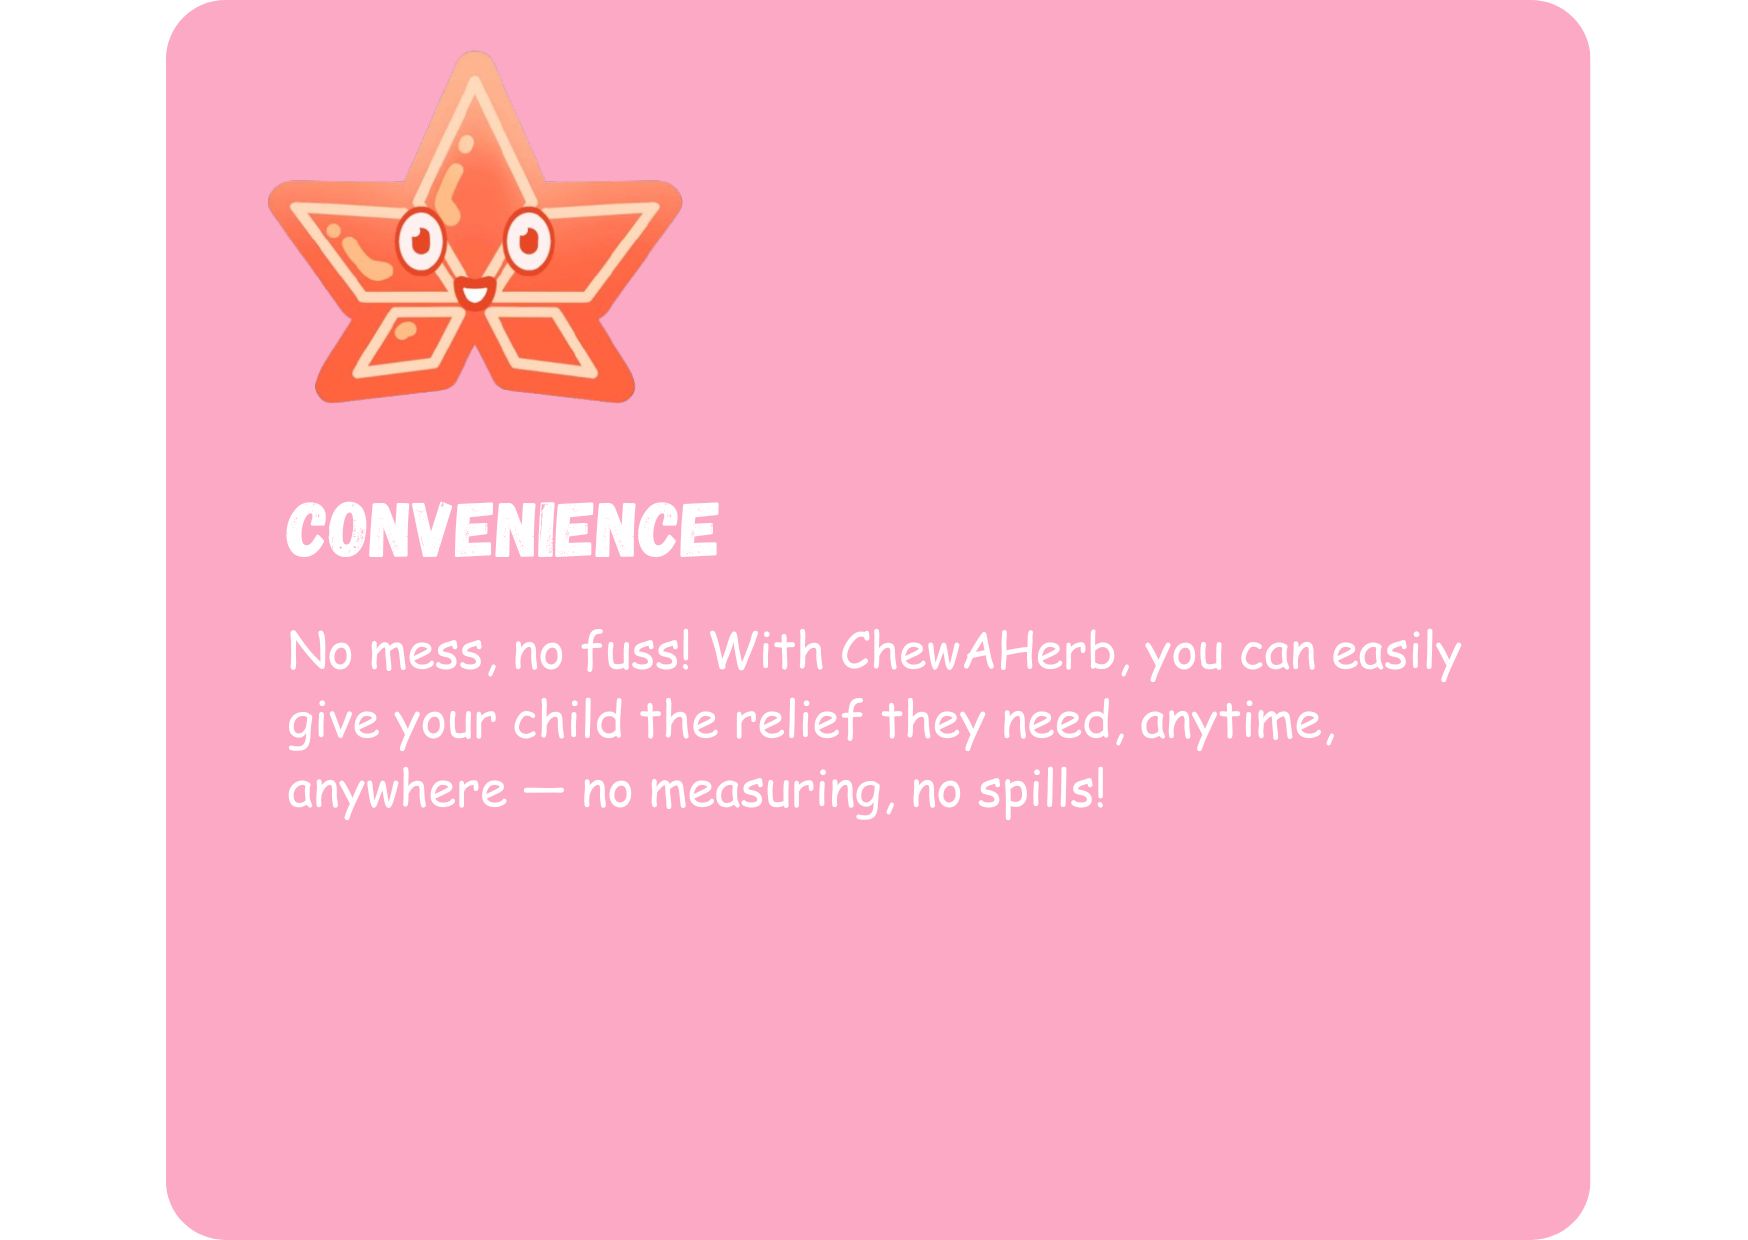 CONVENIENCE
No mess, no fuss! With ChewAHerb, you can easily
give your child the relief they need, anytime,
anywhere — no measuring, no spills!